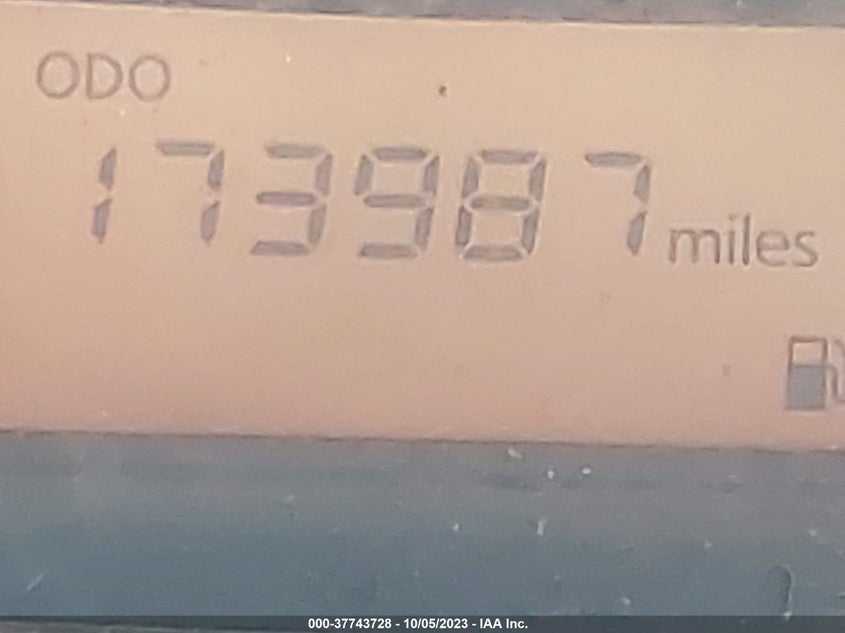 ODO
173987 miles
000-37743728 - 10/05/2023 - IAA Inc.